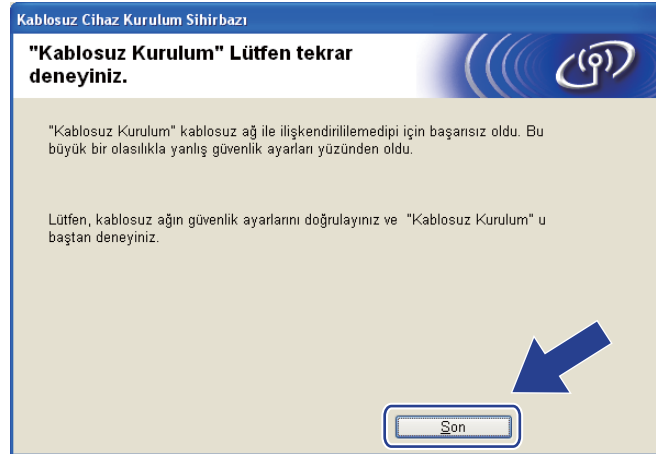 Kablosuz Cihaz Kurulum Sihirbazı
"Kablosuz Kurulum" Lütfen tekrar
deneyiniz.
"Kablosuz Kurulum" kablosuz ağ ile ilişkendirililemedipi için başarısız oldu. Bu
büyük bir olasılıkla yanlış güvenlik ayarları yüzünden oldu.
Lütfen, kablosuz ağın güvenlik ayarlarını doğrulayınız ve "Kablosuz Kurulum" u
baştan deneyiniz.
Son